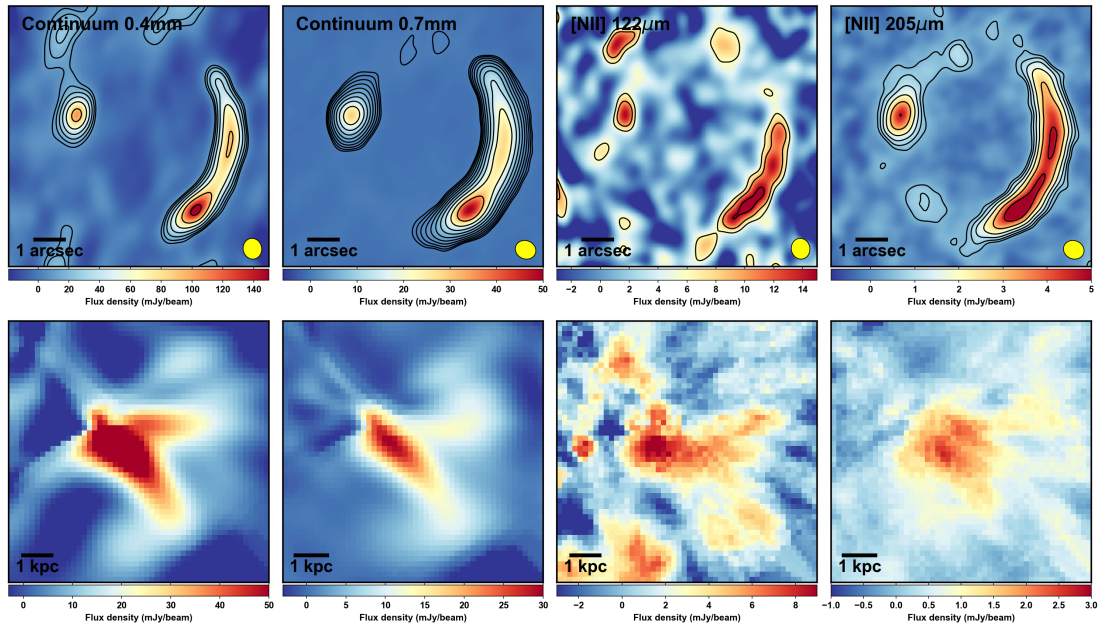 Continuum 0.4mm
Continuum 0.7mm
[NII] 122μm
[NII] 205μm
1 arcsec
1 arcsec
1 arcsec
1 arcsec
0 20 40 60 80 100 120 140
0 10 20 30 40 50
−2 0 2 4 6 8 10 12 14
0 1 2 3 4 5
Flux density (mJy/beam)
Flux density (mJy/beam)
Flux density (mJy/beam)
Flux density (mJy/beam)
1 kpc
1 kpc
1 kpc
1 kpc
0 10 20 30 40 50
0 5 10 15 20 25 30
−2 0 2 4 6 8
−1.0 −0.5 0.0 0.5 1.0 1.5 2.0 2.5 3.0
Flux density (mJy/beam)
Flux density (mJy/beam)
Flux density (mJy/beam)
Flux density (mJy/beam)